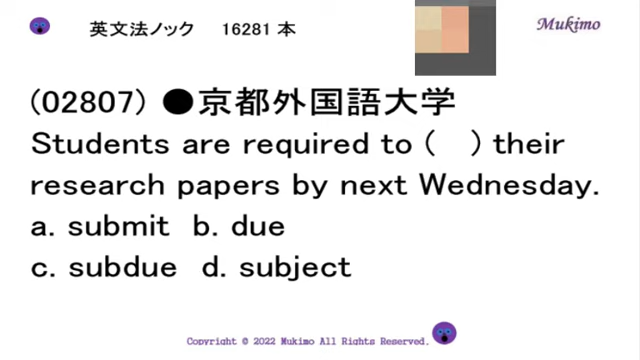 英文法ノック 16281 本
Mukimo
(02807) ●京都外国語大学
Students are required to ( ) their
research papers by next Wednesday.
a. submit b. due
c. subdue d. subject
Copyright © 2022 Mukimo All Rights Reserved.